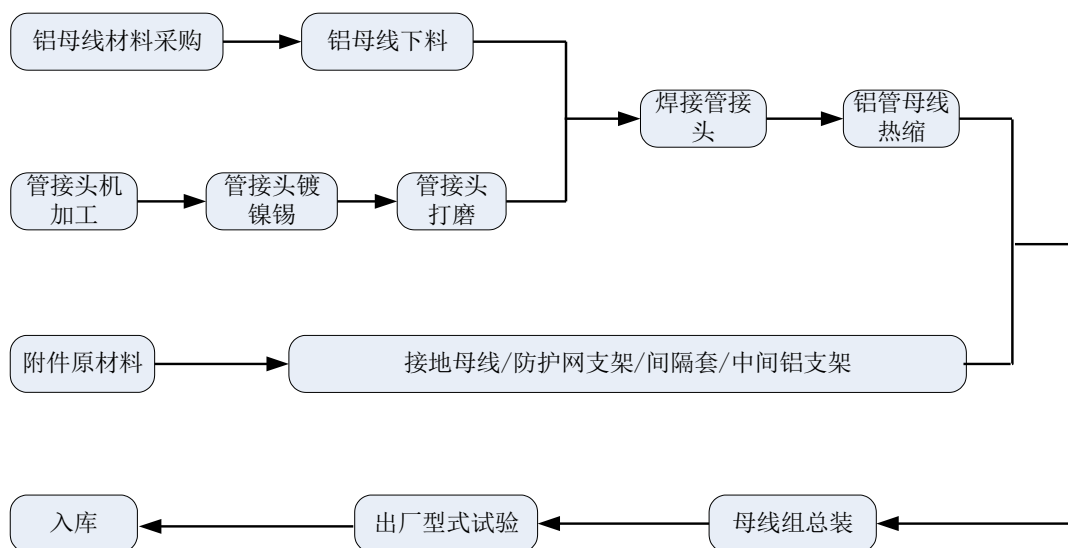 铝母线材料采购
铝母线下料
焊接管接
头
铝管母线
热缩
管接头机
加工
管接头镀
镍锡
管接头
打磨
附件原材料
接地母线/防护网支架/间隔套/中间铝支架
入库
出厂型式试验
母线组总装